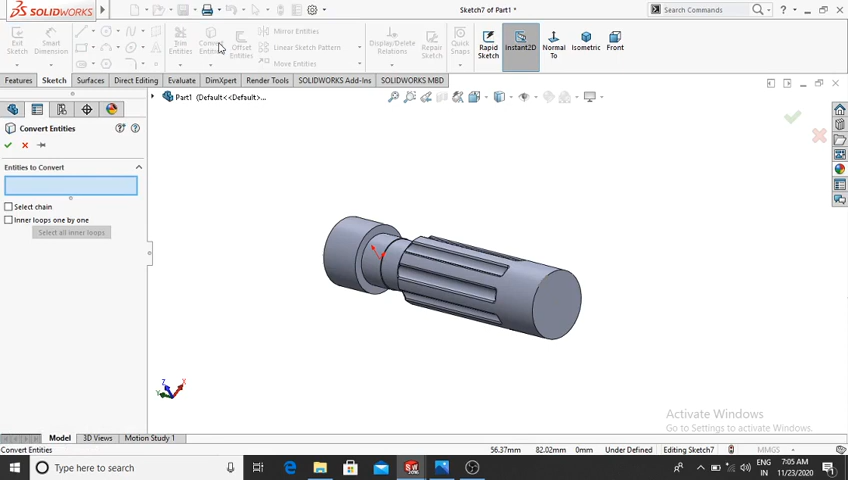 SOLIDWORKS
Sketch7 of Part1 *
Search Commands
Exit Sketch
Smart Dimension
Trim Entities
Convert Entities
Offset Entities
Mirror Entities
Linear Sketch Pattern
Move Entities
Display/Delete Relations
Repair Sketch
Quick Snaps
Rapid Sketch
Instant2D
Normal To
Isometric
Front
Features Sketch Surfaces Direct Editing Evaluate DimXpert Render Tools SOLIDWORKS Add-Ins SOLIDWORKS MBD
Part1 (Default<<Default>...
Convert Entities
Entities to Convert
Select chain
Inner loops one by one
Select all inner loops
Z
X
Y
Activate Windows
Go to Settings to activate Windows.
Model 3D Views Motion Study 1
Convert Entities 56.37mm 82.02mm 0mm Under Defined Editing Sketch7 MMGS
Type here to search
ENG
IN
7:05 AM
11/23/2020